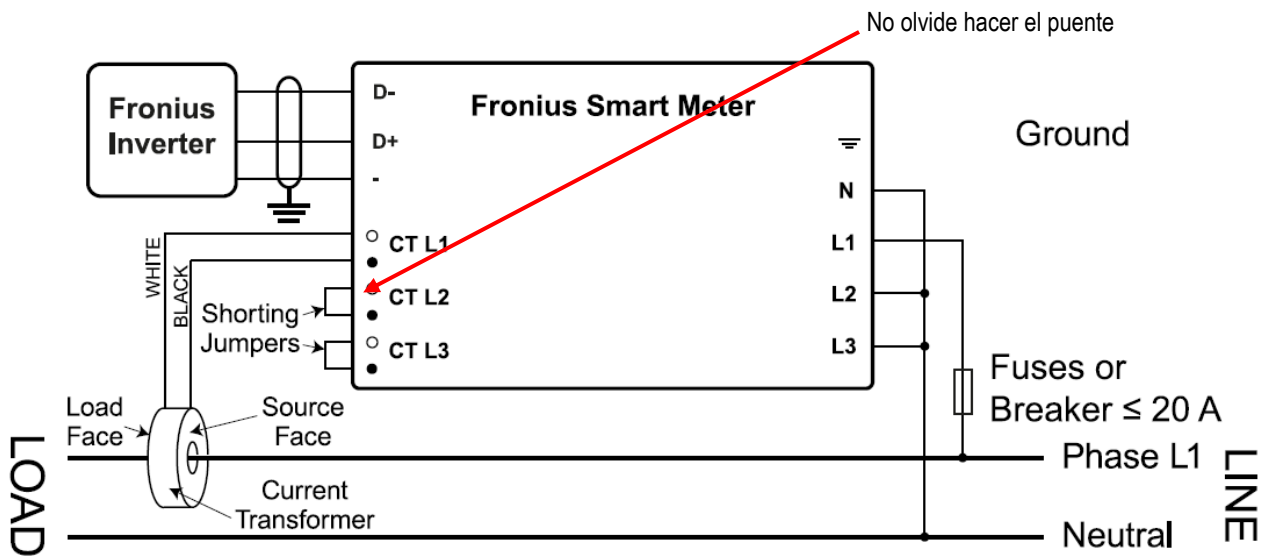 No olvide hacer el puente
Fronius
Inverter
D-
D+
-
Fronius Smart Meter
Ground
N
L1
L2
L3
WHITE
BLACK
CT L1
CT L2
CT L3
Shorting
Jumpers
Fuses or
Breaker ≤ 20 A
Load
Face
Source
Face
LOAD
Phase L1
LINE
Current
Transformer
Neutral